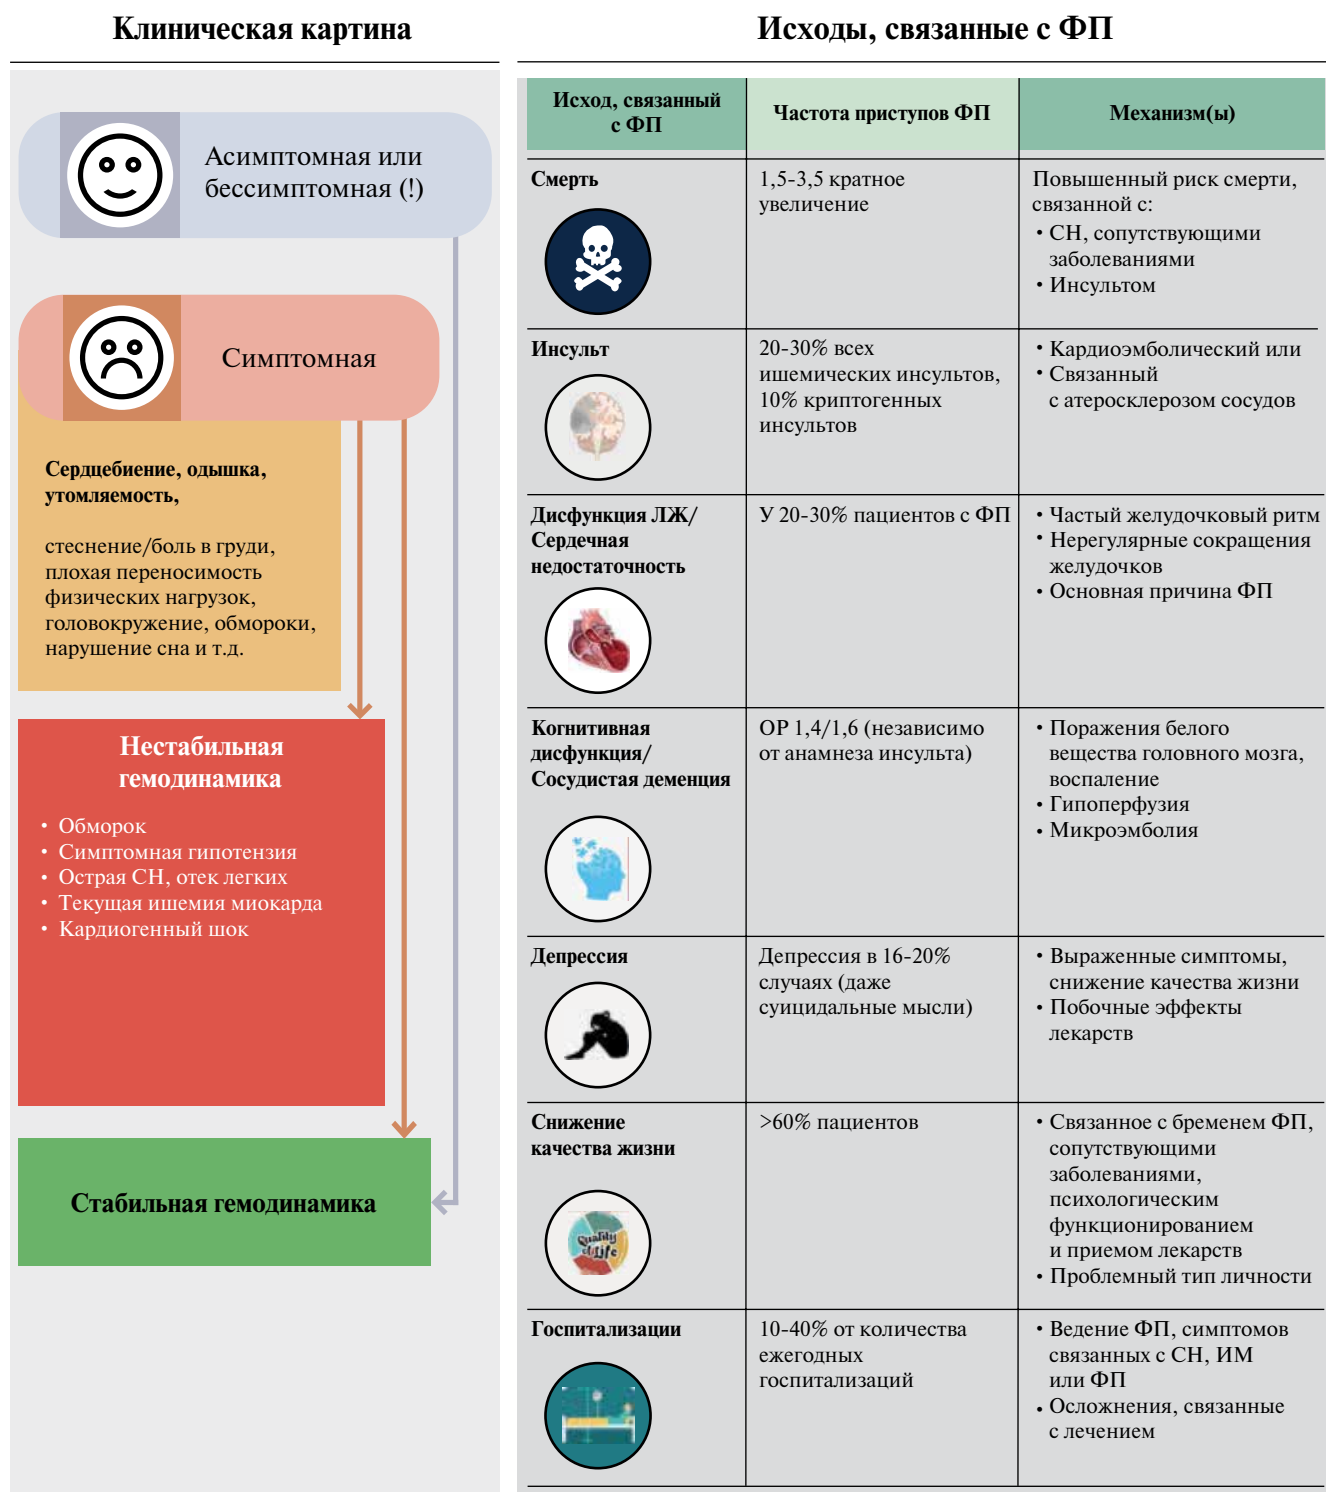 Клиническая картина
Асимптомная или
бессимптомная (!)
Симптомная
Сердцебиение, одышка,
утомляемость,
стеснение/боль в груди,
плохая переносимость
физических нагрузок,
головокружение, обмороки,
нарушение сна и т.д.
Нестабильная
гемодинамика
• Обморок
• Симптомная гипотензия
• Острая СН, отек легких
• Текущая ишемия миокарда
• Кардиогенный шок
Стабильная гемодинамика
Исходы, связанные с ФП
Исход, связанный
с ФП
Частота приступов ФП
Механизм(ы)
Смерть
1,5-3,5 кратное
увеличение
Повышенный риск смерти,
связанной с:
• СН, сопутствующими
заболеваниями
• Инсультом
Инсульт
20-30% всех
ишемических инсультов,
10% криптогенных
инсультов
• Кардиоэмболический или
• Связанный
с атеросклерозом сосудов
Дисфункция ЛЖ/
Сердечная
недостаточность
У 20-30% пациентов с ФП
• Частый желудочковый ритм
• Нерегулярные сокращения
желудочков
• Основная причина ФП
Когнитивная
дисфункция/
Сосудистая деменция
ОР 1,4/1,6 (независимо
от анамнеза инсульта)
• Поражения белого
вещества головного мозга,
воспаление
• Гипоперфузия
• Микроэмболия
Депрессия
Депрессия в 16-20%
случаях (даже
суицидальные мысли)
• Выраженные симптомы,
снижение качества жизни
• Побочные эффекты
лекарств
Снижение
качества жизни
Quality
of Life
>60% пациентов
• Связанное с бременем ФП,
сопутствующими
заболеваниями,
психологическим
функционированием
и приемом лекарств
• Проблемный тип личности
Госпитализации
10-40% от количества
ежегодных
госпитализаций
• Ведение ФП, симптомов
связанных с СН, ИМ
или ФП
• Осложнения, связанные
с лечением